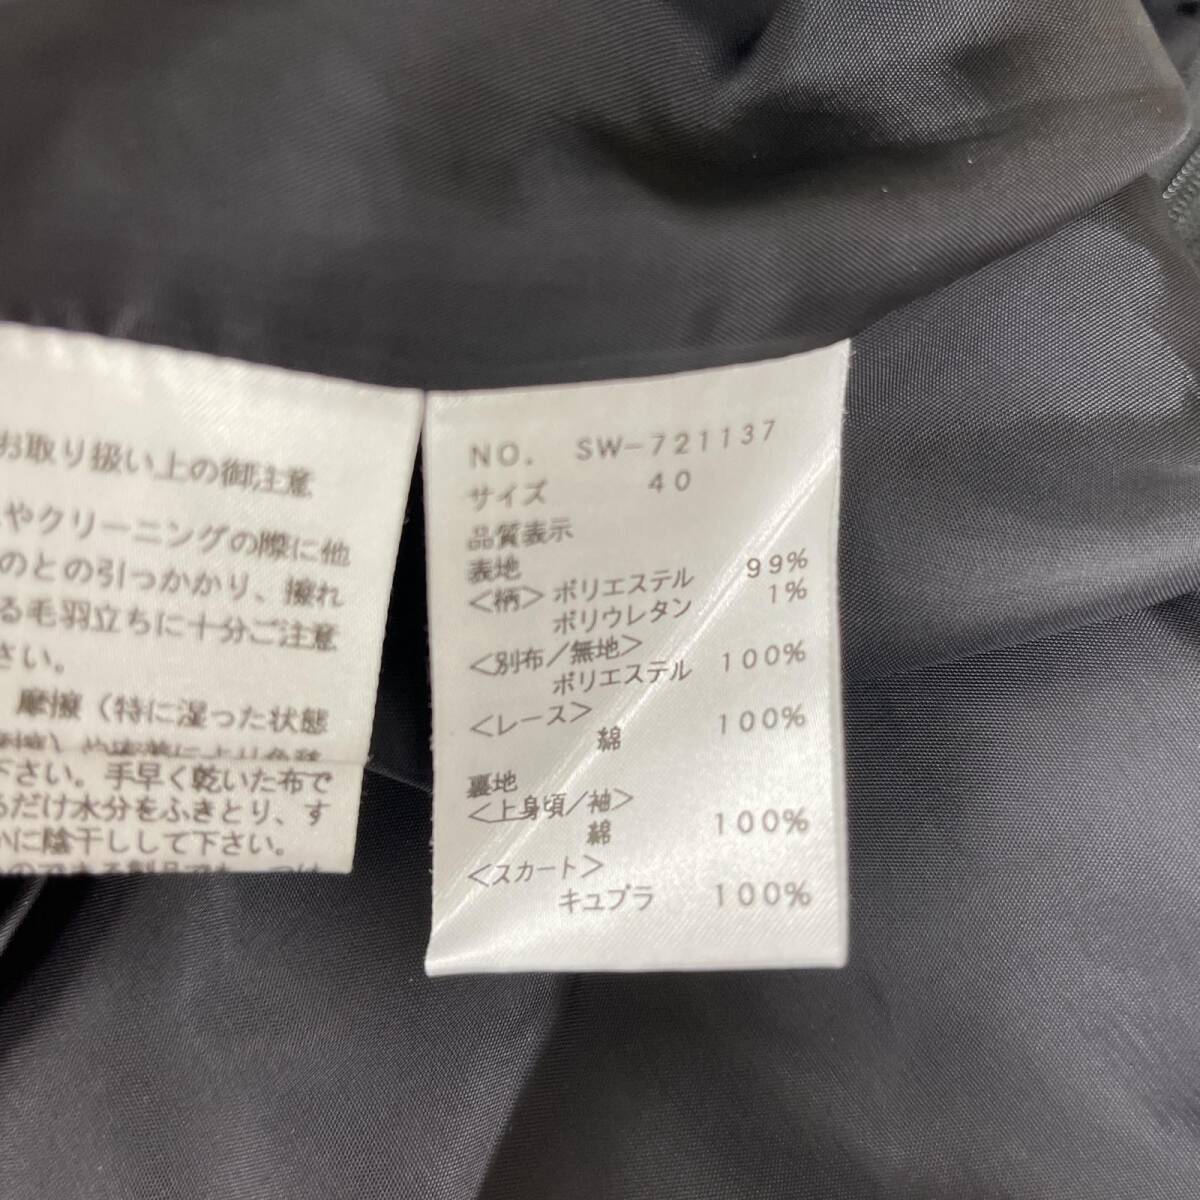 お取り扱い上の御注意
やクリーニングの際に他
のとの引っかかり、擦れ
る毛羽立ちに十分ご注意
さい。
摩擦（特に湿った状態
下さい。手早く乾いた布で
るだけ水分をふきとり、す
かに陰干しして下さい。
NO. SW-721137
サイズ 40
品質表示
表地
<柄> ポリエステル 99%
ポリウレタン 1%
<別布/無地>
ポリエステル 100%
<レース>
綿 100%
裏地
<上身頃/袖>
綿 100%
<スカート>
キュプラ 100%